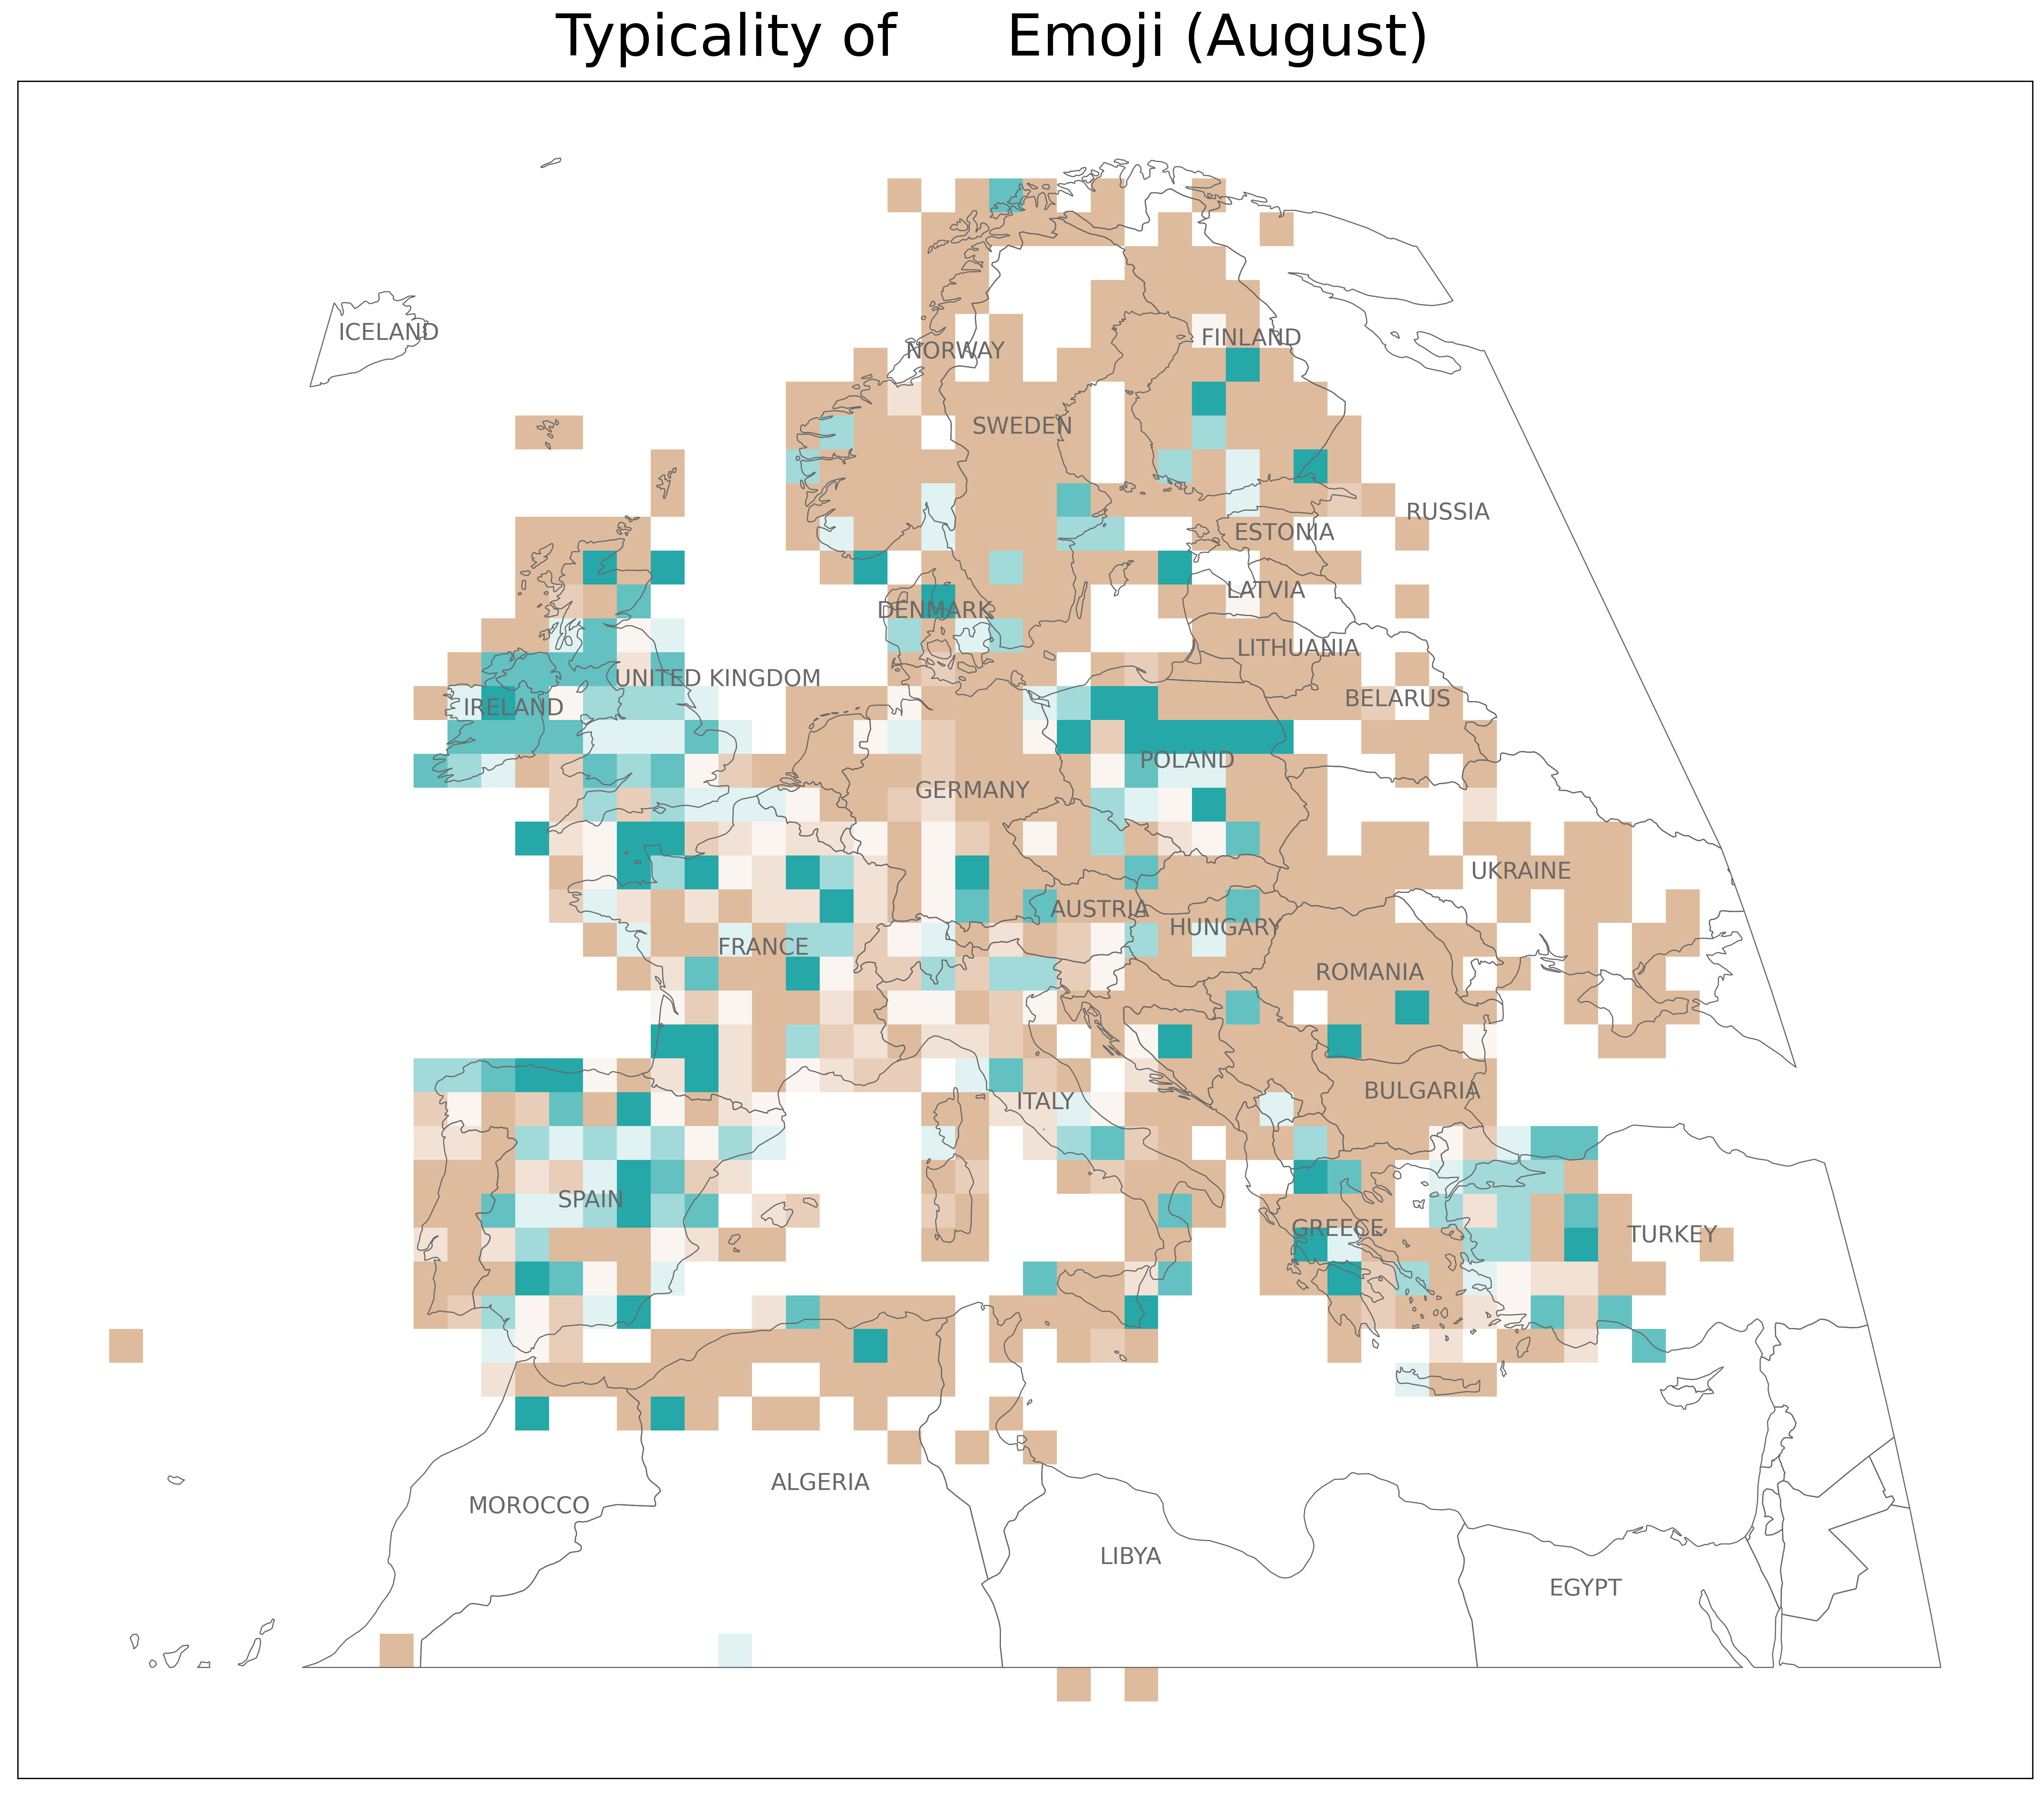 Typicality of Emoji (August)
ICELAND
FINLAND
NORWAY
SWEDEN
RUSSIA
ESTONIA
LATVIA
DENMARK
LITHUANIA
UNITED KINGDOM
BELARUS
IRELAND
POLAND
GERMANY
UKRAINE
AUSTRIA
HUNGARY
FRANCE
ROMANIA
BULGARIA
ITALY
SPAIN
GREECE
TURKEY
ALGERIA
MOROCCO
LIBYA
EGYPT